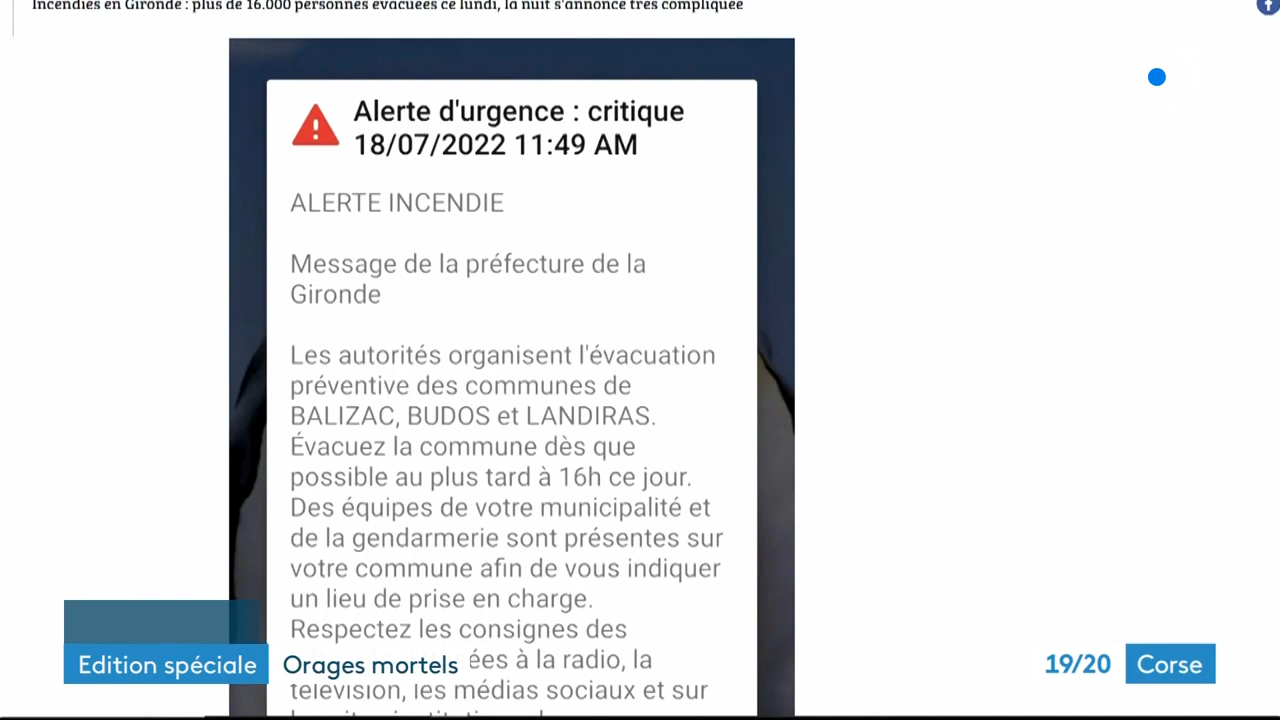 Incendies en Gironde : plus de 16.000 personnes évacuées ce lundi, la nuit s'annonce très compliquée
Alerte d'urgence : critique
18/07/2022 11:49 AM
ALERTE INCENDIE
Message de la préfecture de la
Gironde
Les autorités organisent l'évacuation
préventive des communes de
BALIZAC, BUDOS et LANDIRAS.
Évacuez la commune dès que
possible au plus tard à 16h ce jour.
Des équipes de votre municipalité et
de la gendarmerie sont présentes sur
votre commune afin de vous indiquer
un lieu de prise en charge.
Respectez les consignes des
ées à la radio, la
télévision, les médias sociaux et sur
Edition spéciale
Orages mortels
19/20
Corse